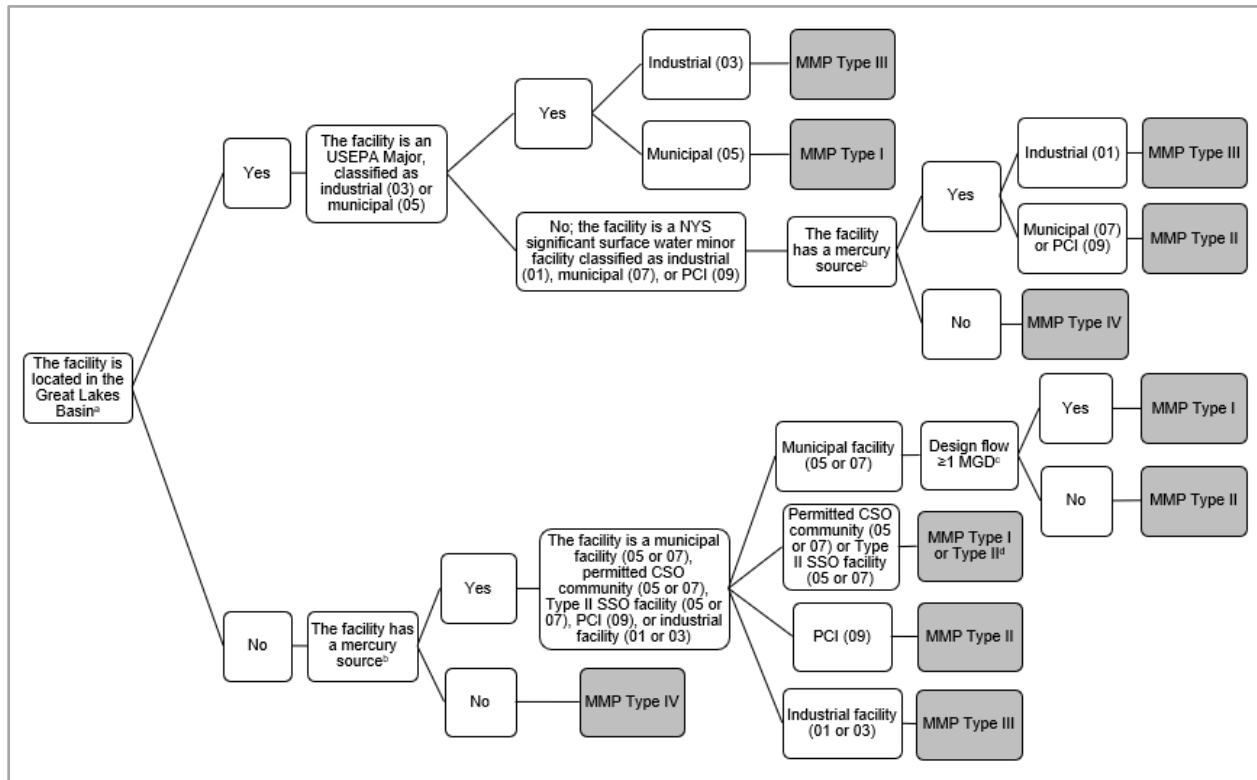 The facility is
located in the
Great Lakes
Basinᵃ
Yes
The facility is an
USEPA Major,
classified as
industrial (03) or
municipal (05)
Yes
Industrial (03)
MMP Type III
Municipal (05)
MMP Type I
No; the facility is a NYS
significant surface water minor
facility classified as industrial
(01), municipal (07), or PCI (09)
The facility
has a mercury
sourceᵇ
Yes
Industrial (01)
MMP Type III
Municipal (07)
or PCI (09)
MMP Type II
No
MMP Type IV
No
The facility has
a mercury
sourceᵇ
Yes
The facility is a municipal
facility (05 or 07),
permitted CSO
community (05 or 07),
Type II SSO facility (05 or
07), PCI (09), or industrial
facility (01 or 03)
Municipal facility
(05 or 07)
Design flow
≥1 MGDᶜ
Yes
MMP Type I
No
MMP Type II
Permitted CSO
community (05
or 07) or Type
II SSO facility
(05 or 07)
MMP Type I
or Type IIᵈ
PCI (09)
MMP Type II
Industrial facility
(01 or 03)
MMP Type III
No
MMP Type IV